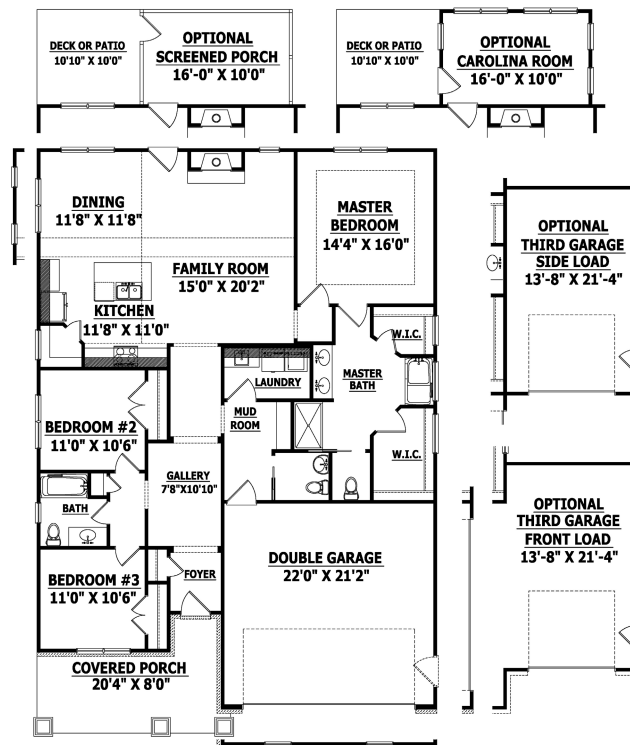 DECK OR PATIO
10'10" X 10'0"
OPTIONAL
SCREENED PORCH
16'-0" X 10'0"
DECK OR PATIO
10'10" X 10'0"
OPTIONAL
CAROLINA ROOM
16'-0" X 10'0"
DINING
11'8" X 11'8"
MASTER
BEDROOM
14'4" X 16'0"
FAMILY ROOM
15'0" X 20'2"
KITCHEN
11'8" X 11'0"
OPTIONAL
THIRD GARAGE
SIDE LOAD
13'-8" X 21'-4"
W.I.C.
LAUNDRY
MASTER
BATH
MUD
ROOM
BEDROOM #2
11'0" X 10'6"
W.I.C.
GALLERY
7'8"X10'10"
BATH
OPTIONAL
THIRD GARAGE
FRONT LOAD
13'-8" X 21'-4"
DOUBLE GARAGE
22'0" X 21'2"
FOYER
BEDROOM #3
11'0" X 10'6"
COVERED PORCH
20'4" X 8'0"